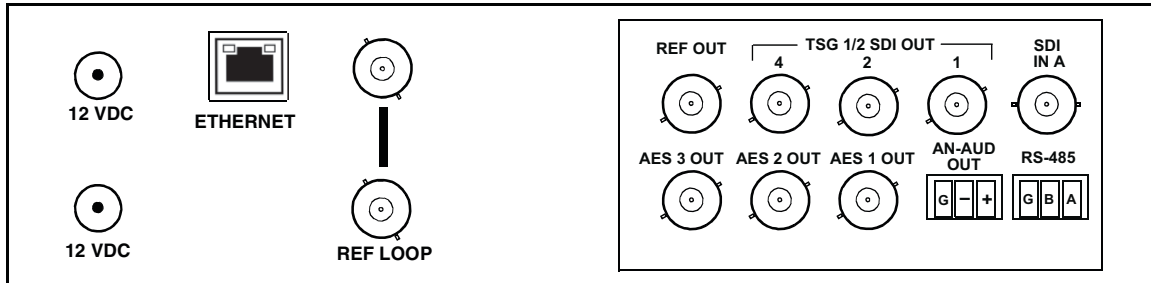 12 VDC
ETHERNET
12 VDC
REF LOOP
REF OUT
TSG 1/2 SDI OUT
4 2 1
SDI
IN A
AES 3 OUT AES 2 OUT AES 1 OUT
AN-AUD
OUT
RS-485
G − +
G B A